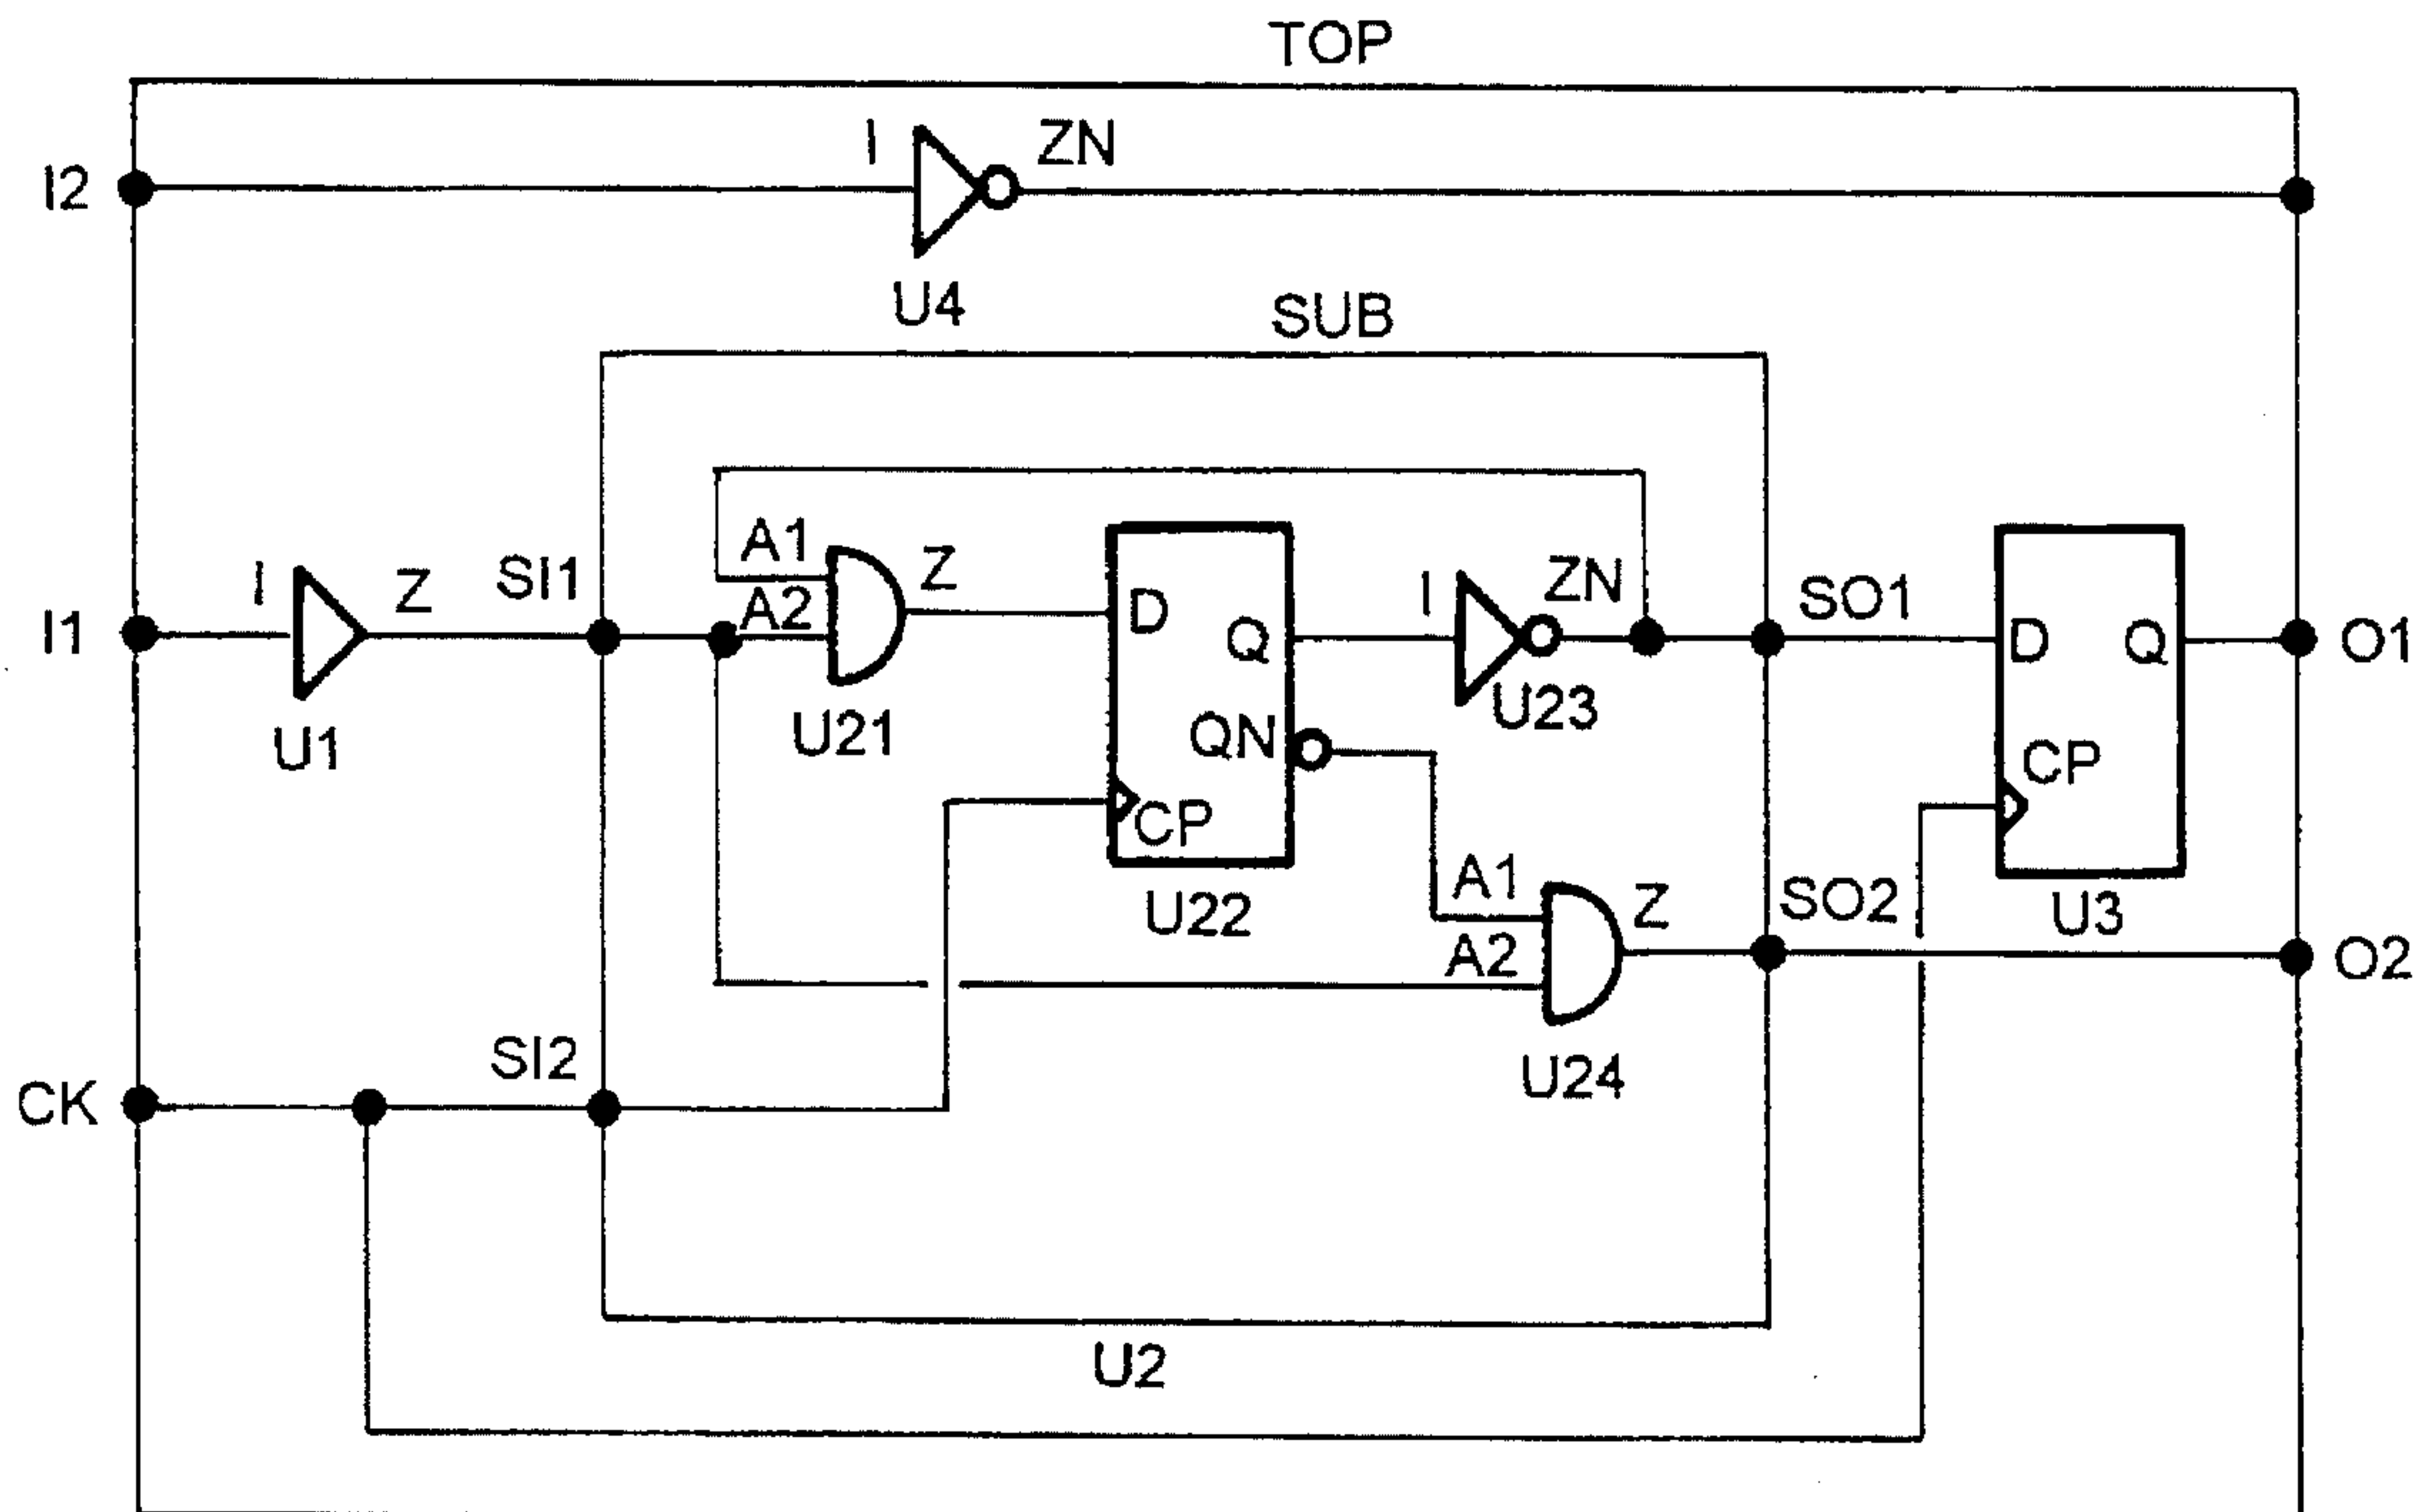 TOP
I2
I
ZN
U4
SUB
A1
Z
A2
D
Q
I
ZN
SO1
D
Q
O1
I1
I
Z
SI1
U1
U21
QN
U23
CP
CP
A1
Z
SO2
U22
U3
A2
O2
SI2
U24
CK
U2